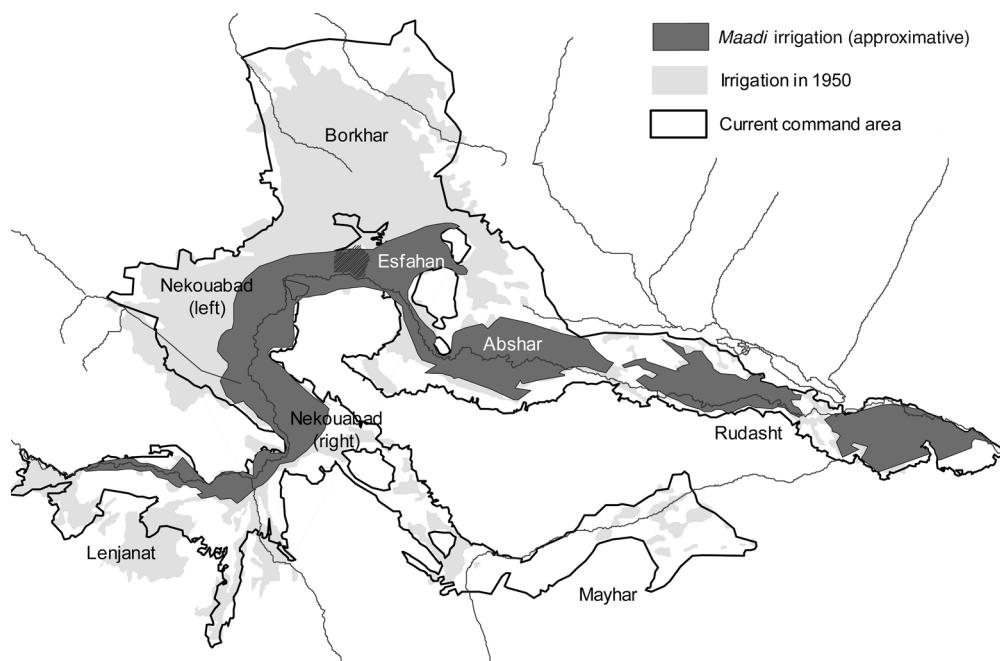 Maadi irrigation (approximative)
Irrigation in 1950
Current command area
Borkhar
Esfahan
Nekouabad
(left)
Abshar
Nekouabad
(right)
Rudasht
Lenjanat
Mayhar